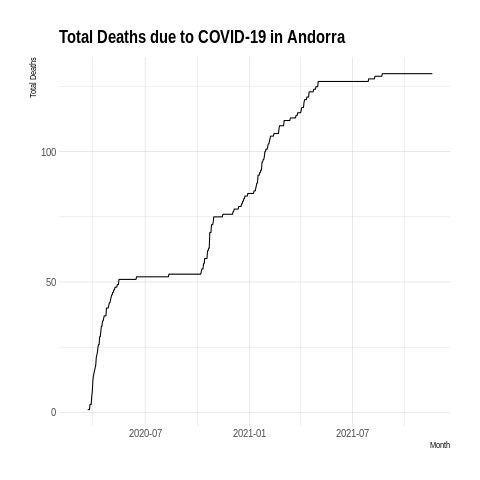 Total Deaths due to COVID-19 in Andorra
Total Deaths
100
50
0
2020-07
2021-01
2021-07
Month